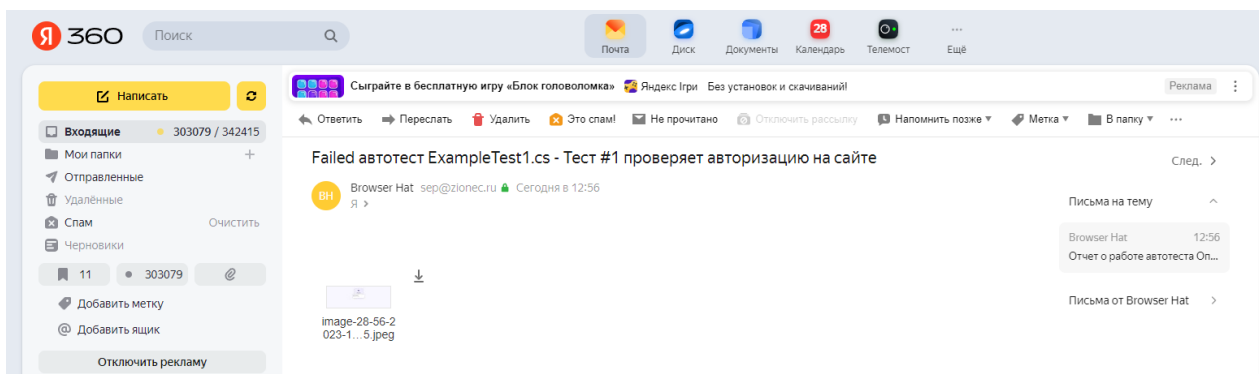 Я 360
Поиск
Почта
Диск
Документы
28
Календарь
Телемост
Ещё
Написать
Входящие 303079 / 342415
Мои папки
Отправленные
Удалённые
Спам Очистить
Черновики
11 303079
Добавить метку
Добавить ящик
Отключить рекламу
Сыграйте в бесплатную игру «Блок головоломка» Яндекс Ігри Без установок и скачиваний! Реклама
Ответить Переслать Удалить Это спам! Не прочитано Отключить рассылку Напомнить позже Метка В папку
Failed автотест ExampleTest1.cs - Тест #1 проверяет авторизацию на сайте
След.
BH
Browser Hat sep@zionec.ru Сегодня в 12:56
Я
image-28-56-2
023-1...5.jpeg
Письма на тему
Browser Hat 12:56
Отчет о работе автотеста Оп...
Письма от Browser Hat